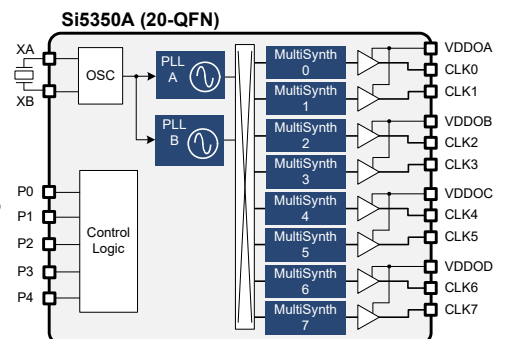 Si5350A (20-QFN)
XA
XB
OSC
PLL
A
PLL
B
MultiSynth
0
MultiSynth
1
MultiSynth
2
MultiSynth
3
MultiSynth
4
MultiSynth
5
MultiSynth
6
MultiSynth
7
VDDOA
CLK0
CLK1
VDDOB
CLK2
CLK3
VDDOC
CLK4
CLK5
VDDOD
CLK6
CLK7
P0
P1
P2
P3
P4
Control
Logic